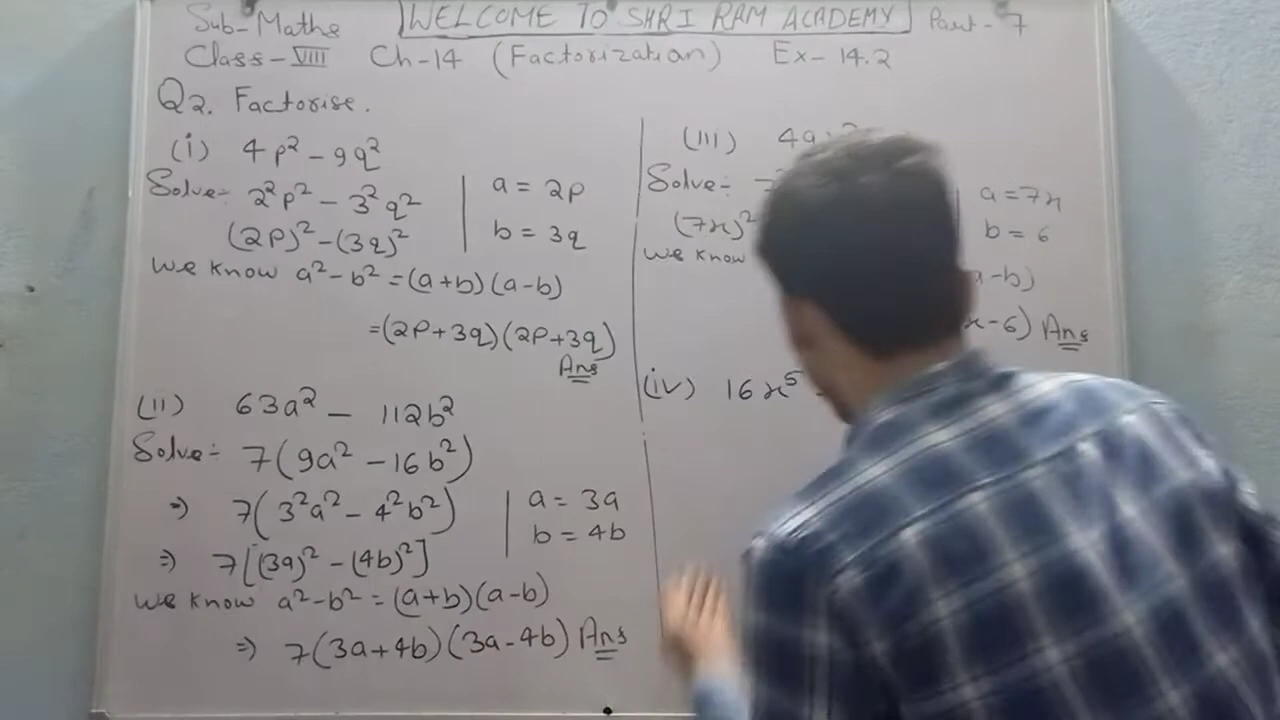 Sub-Maths WELCOME TO SHRI RAM ACADEMY Part-7
Class-VIII Ch-14 (Factorization) Ex-14.2
Q2. Factorise.
(i) 4p² - 9q²
Solve:- 2²p² - 3²q²
(2P)² - (3q)²
a = 2p
b = 3q
We know a² - b² = (a+b)(a-b)
= (2P+3q)(2P+3q)
Ans
(ii) 63a² - 112b²
Solve:- 7(9a² - 16b²)
⇒ 7(3²a² - 4²b²)
⇒ 7[(3a)² - (4b)²]
a = 3a
b = 4b
We know a² - b² = (a+b)(a-b)
⇒ 7(3a+4b)(3a-4b) Ans
(iii)
Solve:-
(7x)²
a = 7x
b = 6
We know a-b)
x-6) Ans
(iv) 16x⁵